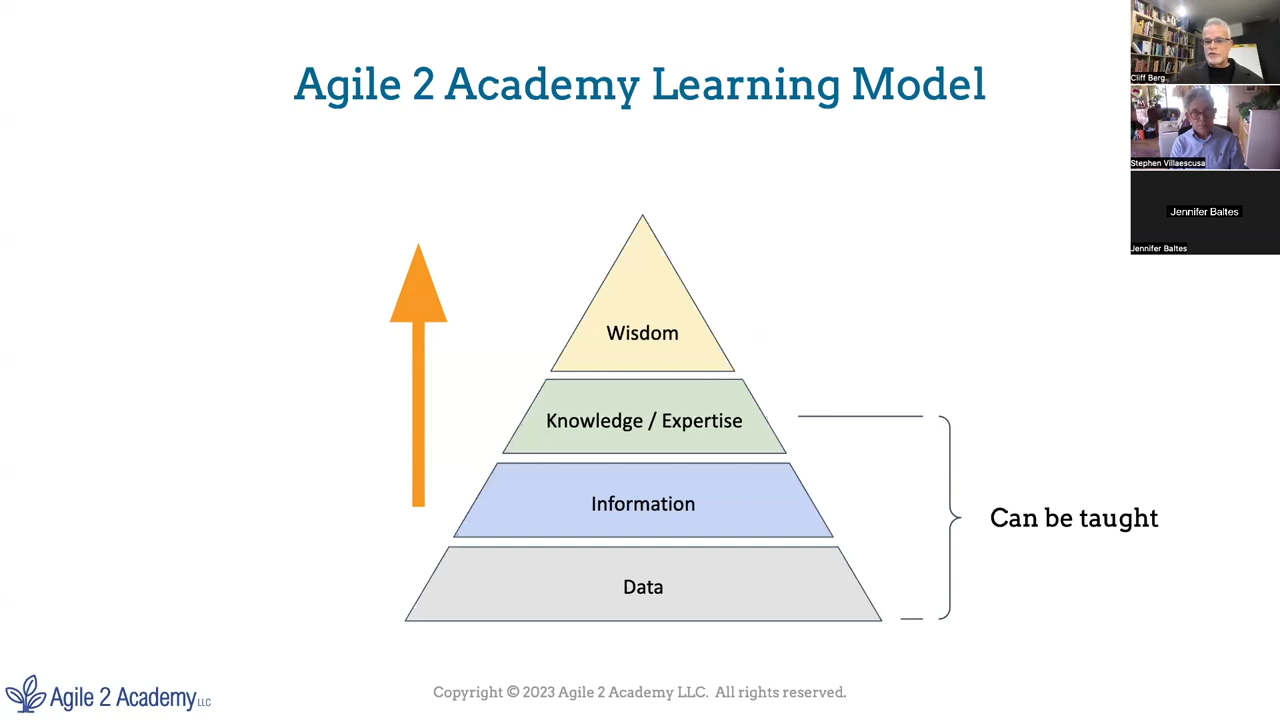 Agile 2 Academy Learning Model
Cliff Berg
Stephen Villaescusa
Jennifer Baltes
Jennifer Baltes
Wisdom
Knowledge / Expertise
Information
Data
Can be taught
Agile 2 Academy LLC
Copyright © 2023 Agile 2 Academy LLC. All rights reserved.